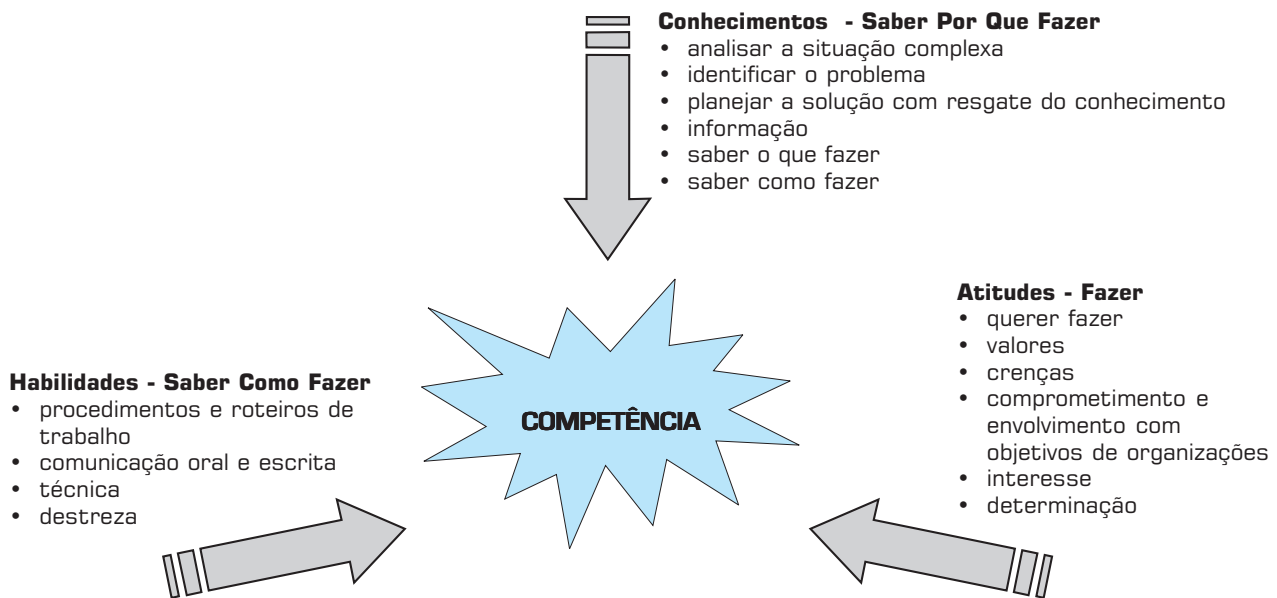 Conhecimentos - Saber Por Que Fazer
• analisar a situação complexa
• identificar o problema
• planejar a solução com resgate do conhecimento
• informação
• saber o que fazer
• saber como fazer
Atitudes - Fazer
• querer fazer
• valores
• crenças
• comprometimento e
envolvimento com
objetivos de organizações
• interesse
• determinação
Habilidades - Saber Como Fazer
• procedimentos e roteiros de
trabalho
• comunicação oral e escrita
• técnica
• destreza
COMPETÊNCIA